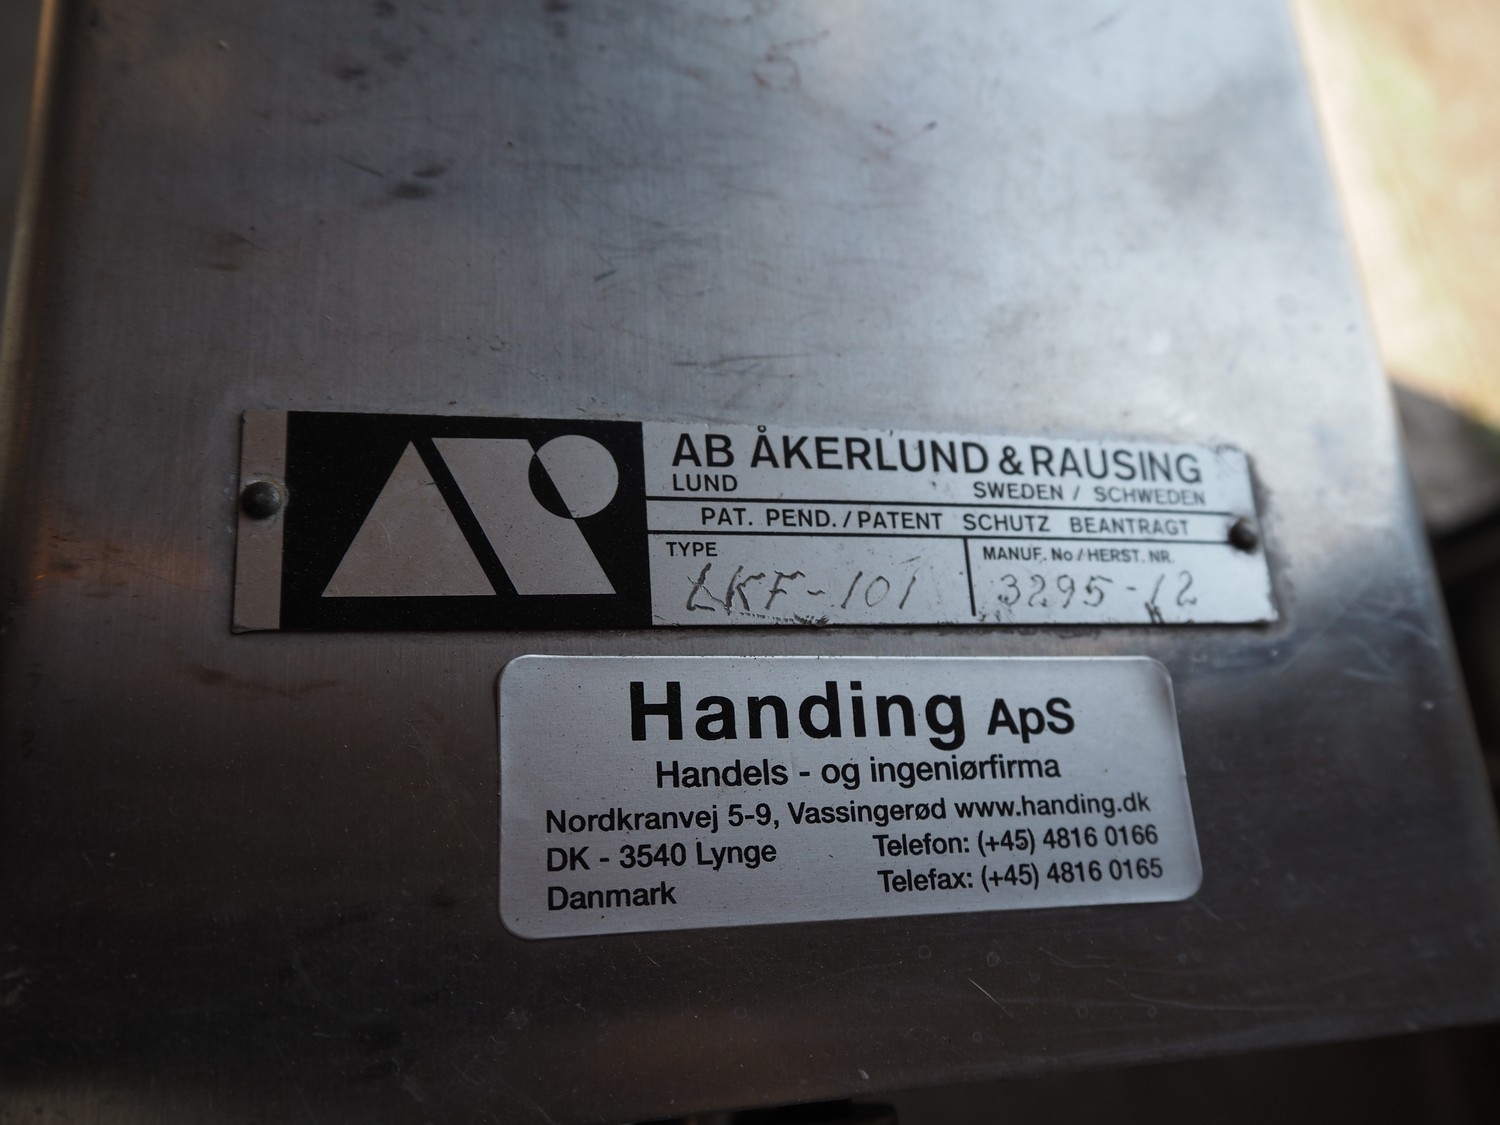 AB ÅKERLUND & RAUSING
LUND SWEDEN / SCHWEDEN
PAT. PEND. / PATENT SCHUTZ BEANTRAGT
TYPE MANUF. No / HERST. NR.
LKF-101 3295-12
Handing ApS
Handels - og ingeniørfirma
Nordkranvej 5-9, Vassingerød www.handing.dk
DK - 3540 Lynge Telefon: (+45) 4816 0166
Danmark Telefax: (+45) 4816 0165